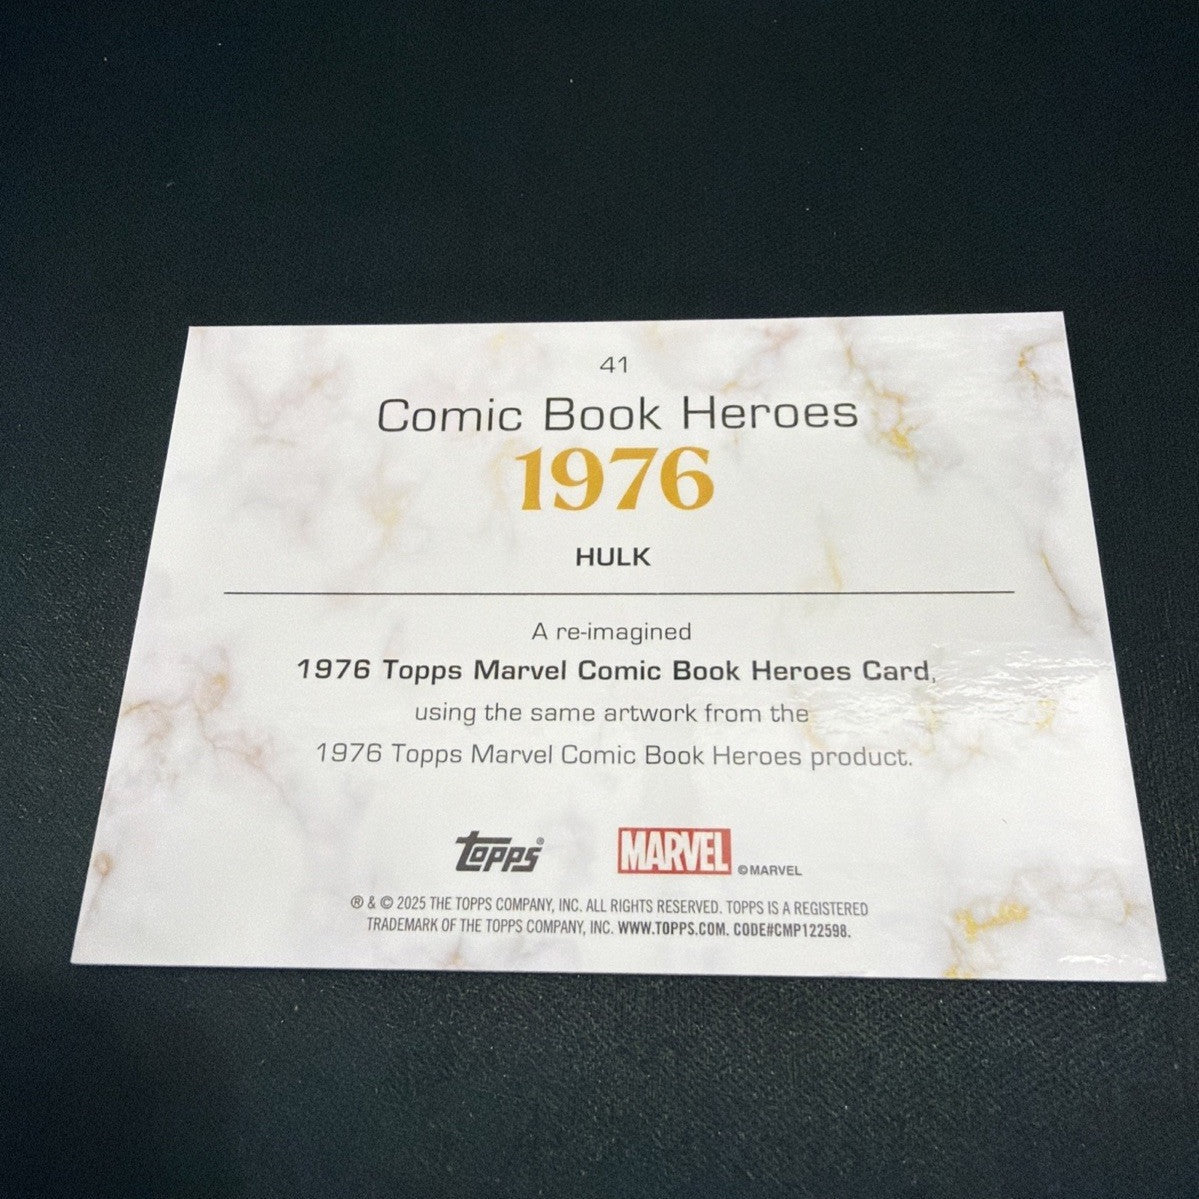 41
Comic Book Heroes
1976
HULK
A re-imagined
1976 Topps Marvel Comic Book Heroes Card,
using the same artwork from the
1976 Topps Marvel Comic Book Heroes product.
Topps® MARVEL © MARVEL
® & © 2025 THE TOPPS COMPANY, INC. ALL RIGHTS RESERVED. TOPPS IS A REGISTERED
TRADEMARK OF THE TOPPS COMPANY, INC. WWW.TOPPS.COM. CODE#CMP122598.